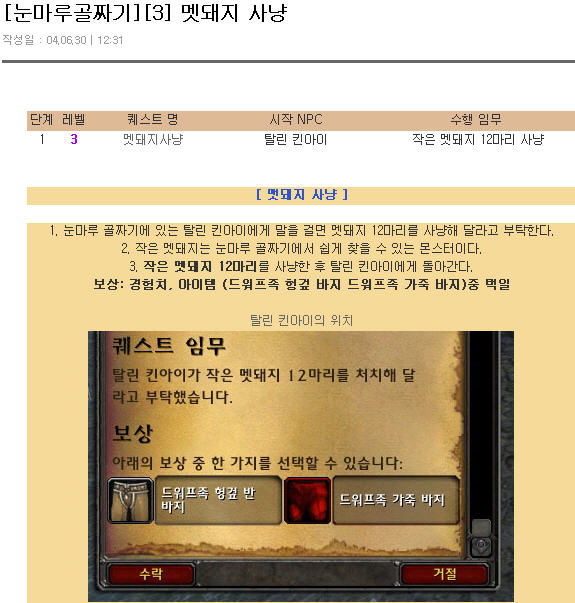 [눈마루골짜기][3] 멧돼지 사냥
작성일 : 04.06.30 | 12:31
단계 레벨 퀘스트 명 시작 NPC 수행 임무
1 3 멧돼지사냥 탈린 킨아이 작은 멧돼지 12마리 사냥
[ 멧돼지 사냥 ]
1. 눈마루 골짜기에 있는 탈린 킨아이에게 말을 걸면 멧돼지 12마리를 사냥해 달라고 부탁한다.
2. 작은 멧돼지는 눈마루 골짜기에서 쉽게 찾을 수 있는 몬스터이다.
3. 작은 멧돼지 12마리를 사냥한 후 탈린 킨아이에게 돌아간다.
보상: 경험치, 아이템 (드워프족 헝겊 바지 드워프족 가죽 바지)중 택일
탈린 킨아이의 위치
퀘스트 임무
탈린 킨아이가 작은 멧돼지 12마리를 처치해 달
라고 부탁했습니다.
보상
아래의 보상 중 한 가지를 선택할 수 있습니다:
드워프족 헝겊 반
바지
드워프족 가죽 바지
수락 거절